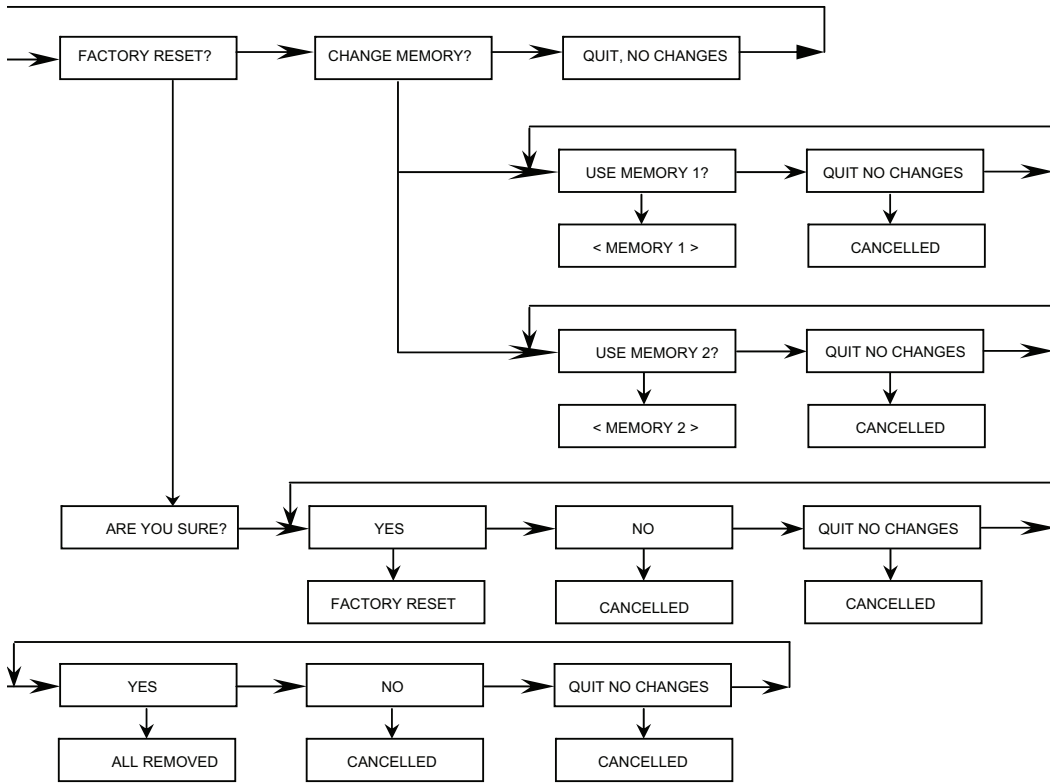 FACTORY RESET?
CHANGE MEMORY?
QUIT, NO CHANGES
USE MEMORY 1?
QUIT NO CHANGES
< MEMORY 1 >
CANCELLED
USE MEMORY 2?
QUIT NO CHANGES
< MEMORY 2 >
CANCELLED
ARE YOU SURE?
YES
NO
QUIT NO CHANGES
FACTORY RESET
CANCELLED
CANCELLED
YES
NO
QUIT NO CHANGES
ALL REMOVED
CANCELLED
CANCELLED